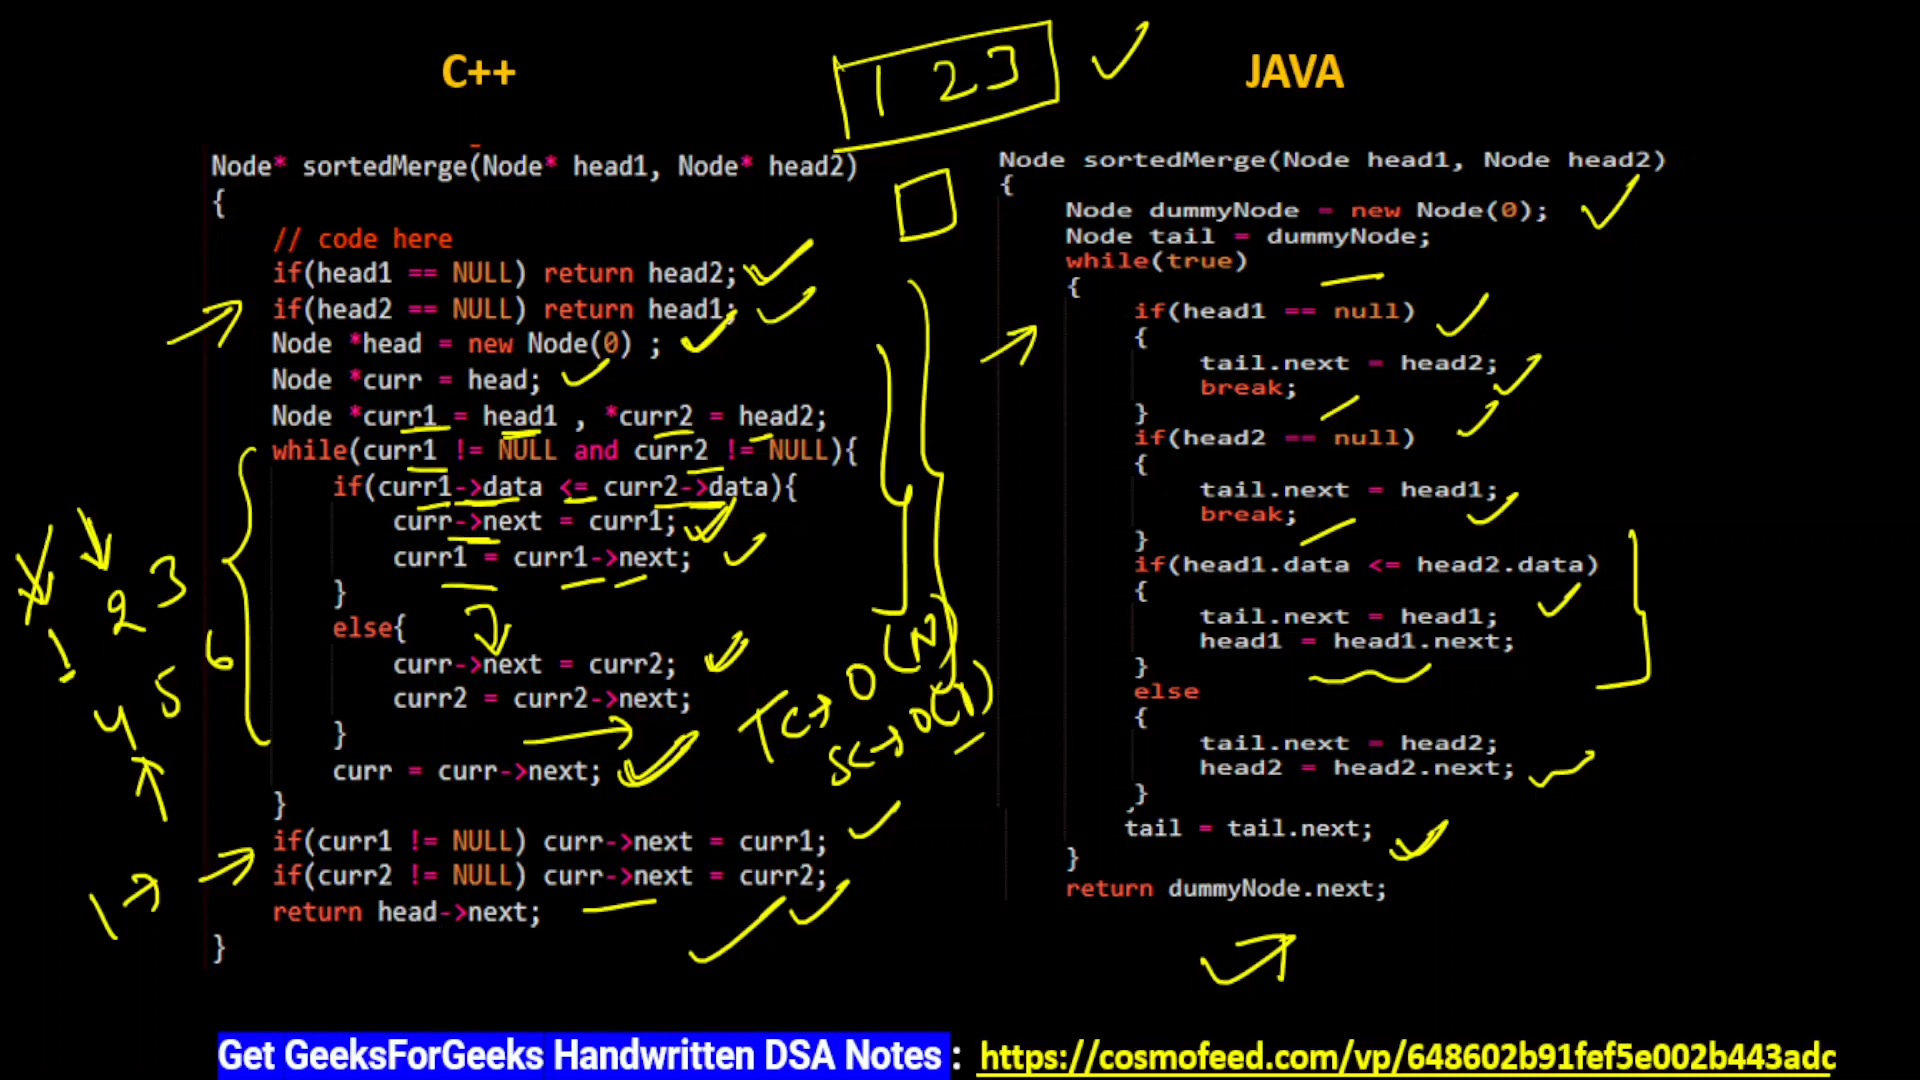 C++
1 2 3
JAVA
Node* sortedMerge(Node* head1, Node* head2)
{
// code here
if(head1 == NULL) return head2;
if(head2 == NULL) return head1;
Node *head = new Node(0) ;
Node *curr = head;
Node *curr1 = head1 , *curr2 = head2;
while(curr1 != NULL and curr2 != NULL){
if(curr1->data <= curr2->data){
curr->next = curr1;
curr1 = curr1->next;
}
else{
curr->next = curr2;
curr2 = curr2->next;
}
curr = curr->next;
}
if(curr1 != NULL) curr->next = curr1;
if(curr2 != NULL) curr->next = curr2;
return head->next;
}
1 2 3
4 5 6
TC→ O(N)
SC→ O(1)
Node sortedMerge(Node head1, Node head2)
{
Node dummyNode = new Node(0);
Node tail = dummyNode;
while(true)
{
if(head1 == null)
{
tail.next = head2;
break;
}
if(head2 == null)
{
tail.next = head1;
break;
}
if(head1.data <= head2.data)
{
tail.next = head1;
head1 = head1.next;
}
else
{
tail.next = head2;
head2 = head2.next;
}
tail = tail.next;
}
return dummyNode.next;
1→
Get GeeksForGeeks Handwritten DSA Notes : https://cosmofeed.com/vp/648602b91fef5e002b443adc